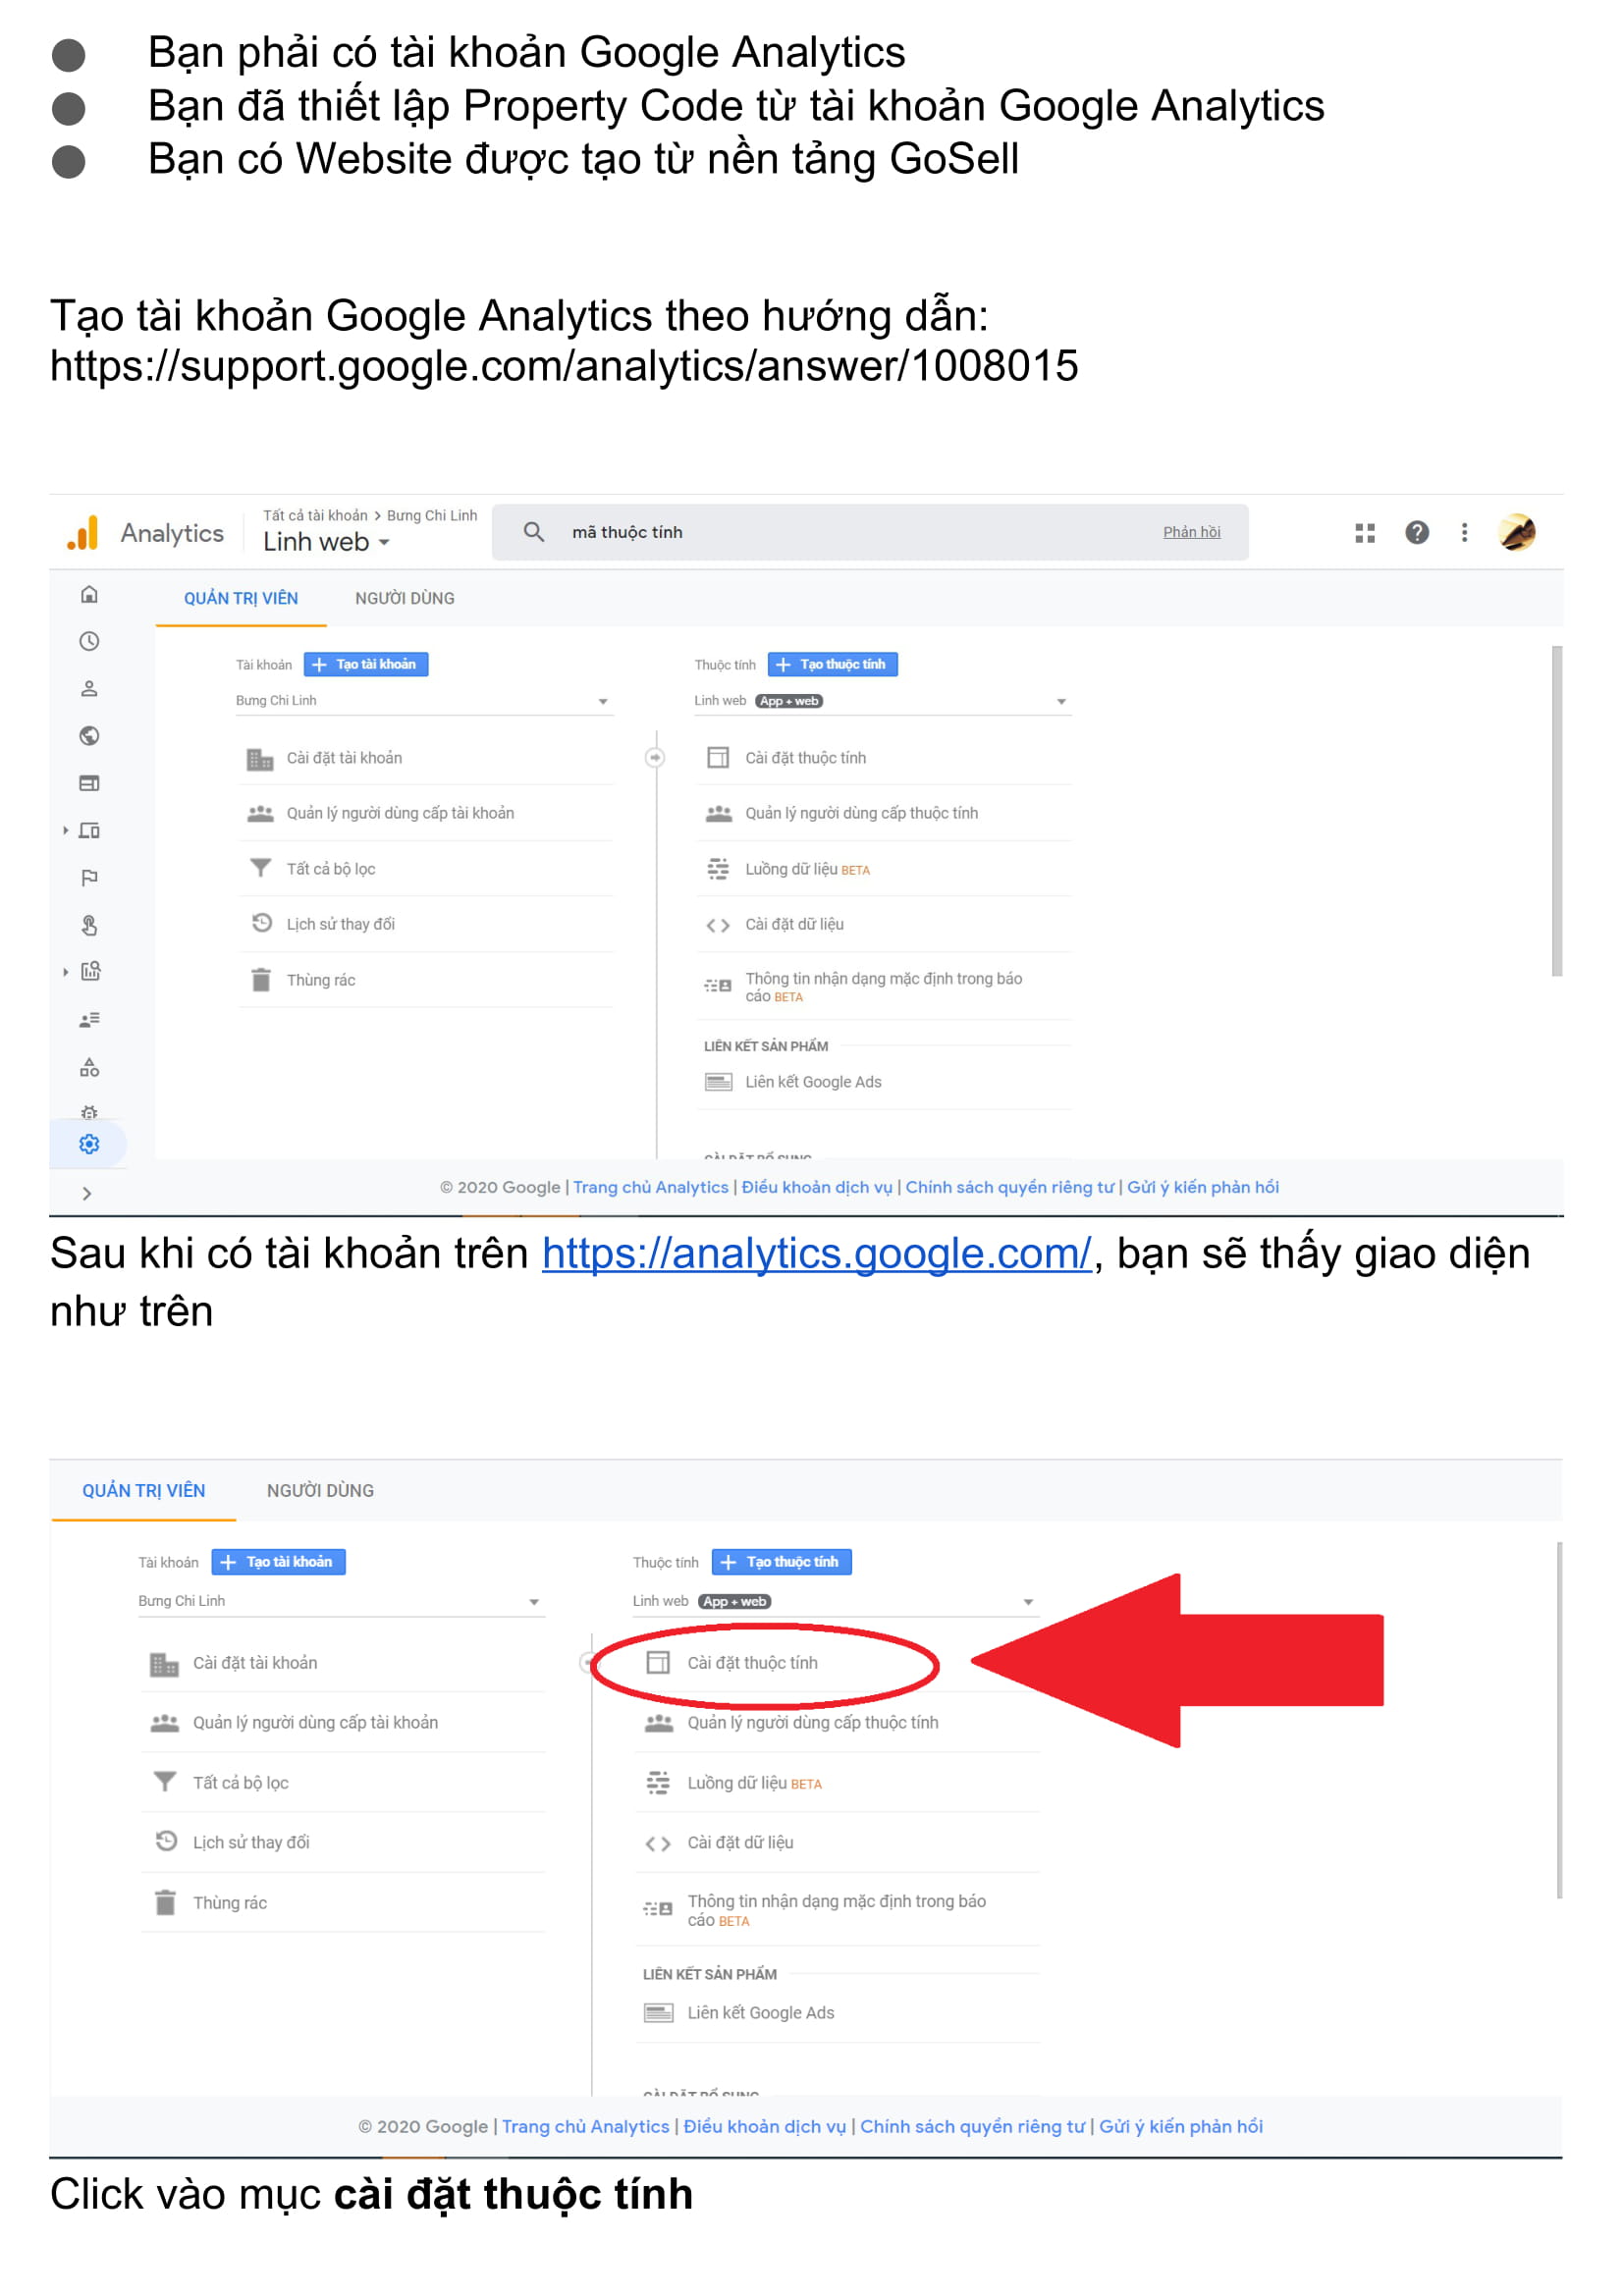 Bạn phải có tài khoản Google Analytics
Bạn đã thiết lập Property Code từ tài khoản Google Analytics
Bạn có Website được tạo từ nền tảng GoSell
Tạo tài khoản Google Analytics theo hướng dẫn:
https://support.google.com/analytics/answer/1008015
Analytics
Tất cả tài khoản > Bưng Chi Linh
Linh web
mã thuộc tính
Phản hồi
QUẢN TRỊ VIÊN NGƯỜI DÙNG
Tài khoản + Tạo tài khoản
Bưng Chi Linh
Cài đặt tài khoản
Quản lý người dùng cấp tài khoản
Tất cả bộ lọc
Lịch sử thay đổi
Thùng rác
Thuộc tính + Tạo thuộc tính
Linh web App + web
Cài đặt thuộc tính
Quản lý người dùng cấp thuộc tính
Luồng dữ liệu BETA
Cài đặt dữ liệu
Thông tin nhận dạng mặc định trong báo
cáo BETA
LIÊN KẾT SẢN PHẨM
Liên kết Google Ads
CÀI ĐẶT BỔ SUNG
© 2020 Google | Trang chủ Analytics | Điều khoản dịch vụ | Chính sách quyền riêng tư | Gửi ý kiến phản hồi
Sau khi có tài khoản trên https://analytics.google.com/, bạn sẽ thấy giao diện
như trên
QUẢN TRỊ VIÊN NGƯỜI DÙNG
Tài khoản + Tạo tài khoản
Bưng Chi Linh
Cài đặt tài khoản
Quản lý người dùng cấp tài khoản
Tất cả bộ lọc
Lịch sử thay đổi
Thùng rác
Thuộc tính + Tạo thuộc tính
Linh web App + web
Cài đặt thuộc tính
Quản lý người dùng cấp thuộc tính
Luồng dữ liệu BETA
Cài đặt dữ liệu
Thông tin nhận dạng mặc định trong báo
cáo BETA
LIÊN KẾT SẢN PHẨM
Liên kết Google Ads
CÀI ĐẶT BỔ SUNG
© 2020 Google | Trang chủ Analytics | Điều khoản dịch vụ | Chính sách quyền riêng tư | Gửi ý kiến phản hồi
Click vào mục cài đặt thuộc tính